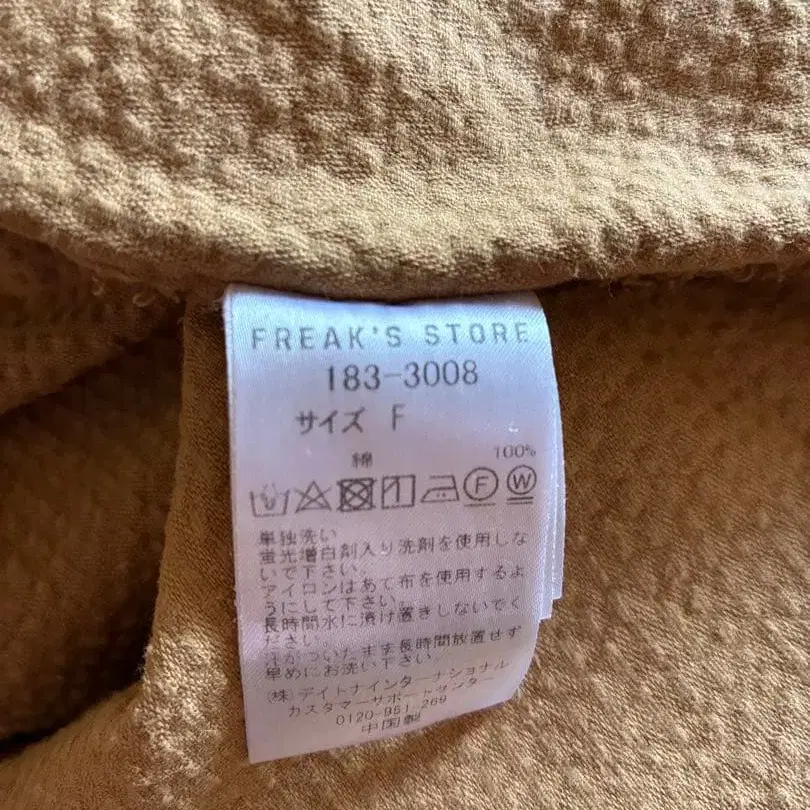 FREAK'S STORE
183-3008
サイズ F
綿 100%
F W
単独洗い
蛍光増白剤入り洗剤を使用しな
いで下さい。
アイロンはあて布を使用するよ
うにして下さい。
長時間水に漬け置きしないでく
ださい。
汗がついたまま長時間放置せず
早めにお洗い下さい。
(株)デイトナインターナショナル
カスタマーサポートセンター
0120-951-269
中国製